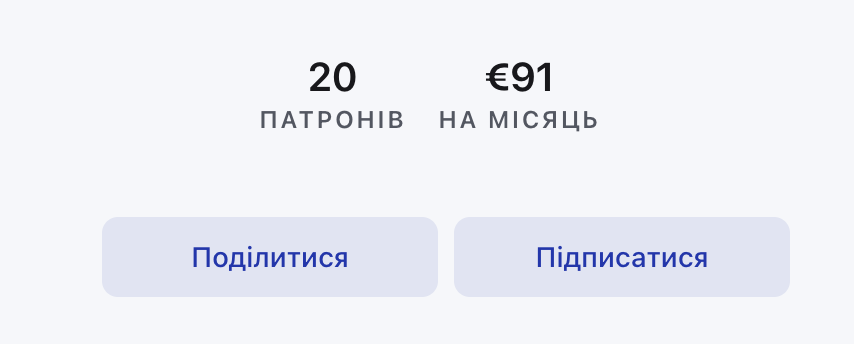 20 €91
ПАТРОНІВ НА МІСЯЦЬ
Поділитися Підписатися